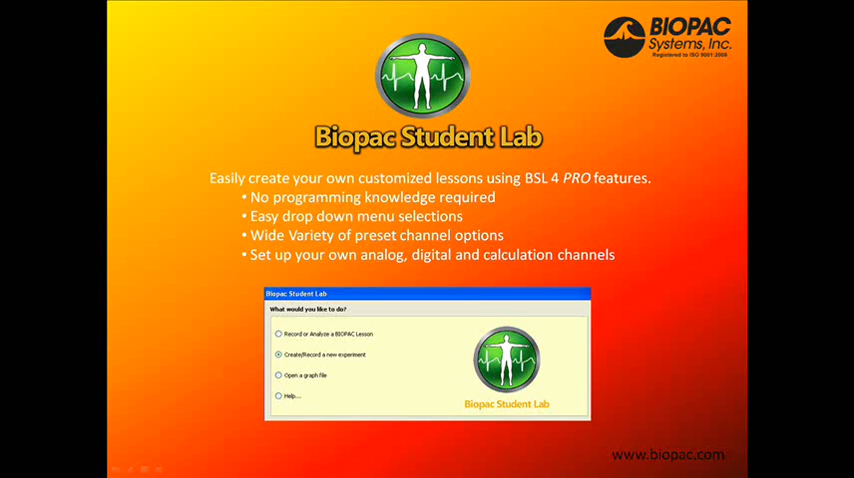 BIOPAC
Systems, Inc.
Registered to ISO 9001:2008
Biopac Student Lab
Easily create your own customized lessons using BSL 4 PRO features.
• No programming knowledge required
• Easy drop down menu selections
• Wide Variety of preset channel options
• Set up your own analog, digital and calculation channels
Biopac Student Lab
What would you like to do?
Record or Analyze a BIOPAC Lesson
Create/Record a new experiment
Open a graph file
Help....
Biopac Student Lab
www.biopac.com